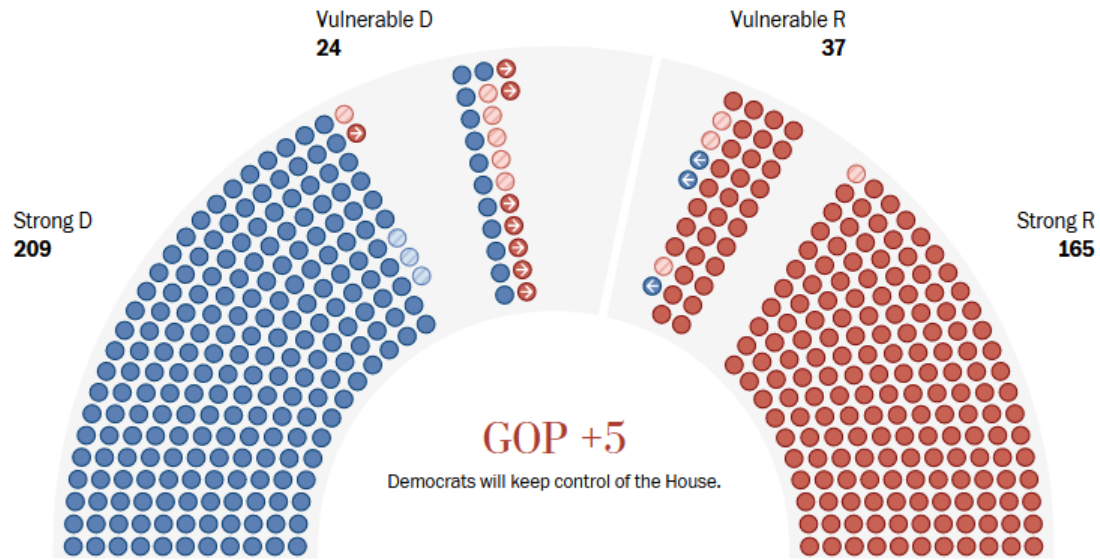 Vulnerable D
24
Vulnerable R
37
Strong D
209
Strong R
165
GOP +5
Democrats will keep control of the House.